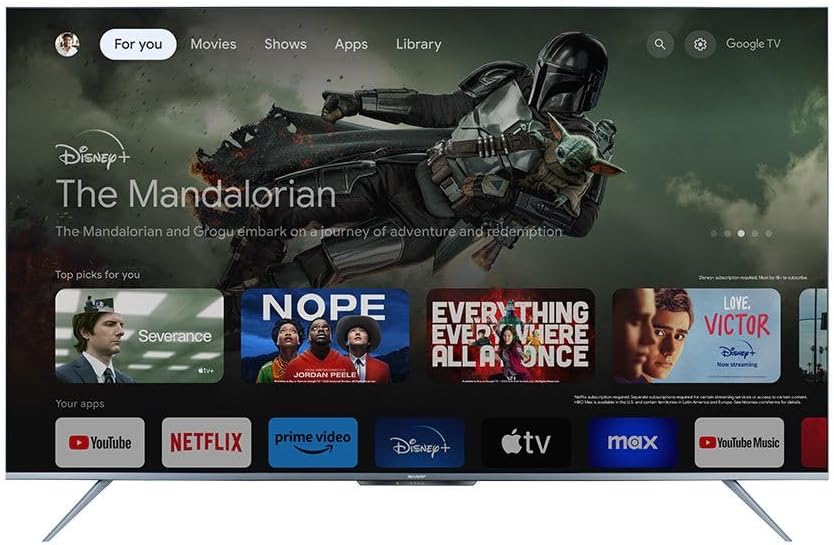 For you
Movies
Shows
Apps
Library
Google TV
Disney+
The Mandalorian
The Mandalorian and Grogu embark on a journey of adventure and redemption
Top picks for you
Disney+ subscription required. Must be 18+ to subscribe.
Severance
tv+
NOPE
JORDAN PEELE
EVERYTHING
EVERYWHERE
ALL AT ONCE
LOVE,
VICTOR
Disney+
Now streaming
Your apps
Netflix subscription required. Separate subscriptions required for certain streaming services or access to certain content.
HBO Max is available in the U.S. and certain territories in Latin America and Europe. See hbomax.com/terms for details.
YouTube
NETFLIX
prime video
Disney+
tv
max
YouTube Music
SHARP